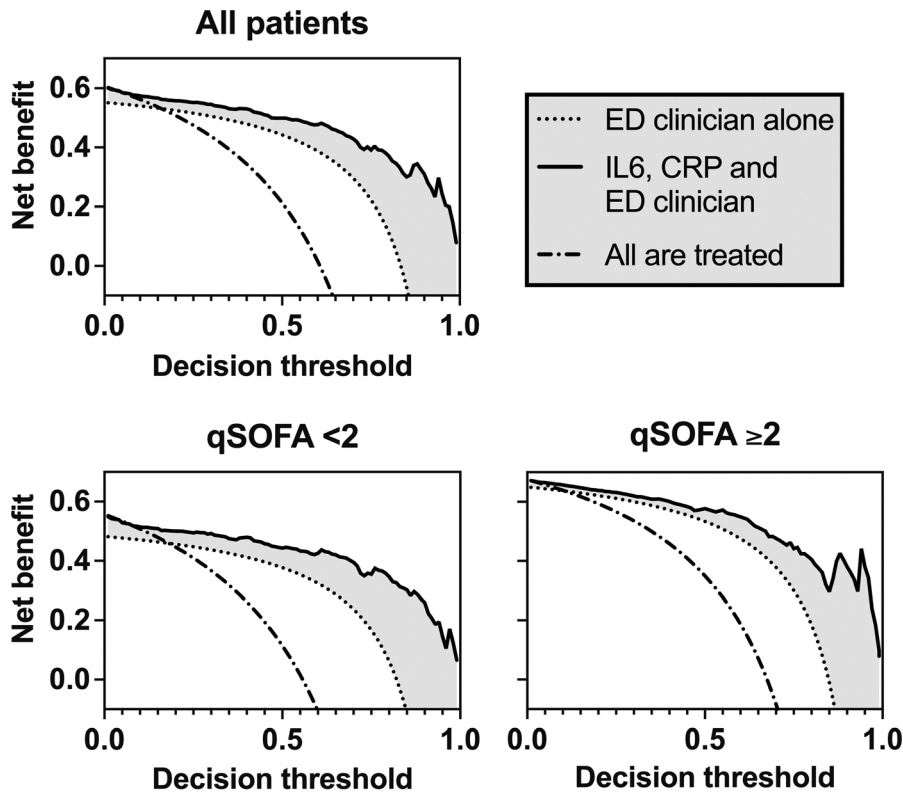 All patients
Net benefit
0.6
0.4
0.2
0.0
0.0 0.5 1.0
Decision threshold
ED clinician alone
IL6, CRP and
ED clinician
All are treated
qSOFA <2
Net benefit
0.6
0.4
0.2
0.0
0.0 0.5 1.0
Decision threshold
qSOFA ≥2
0.0 0.5 1.0
Decision threshold